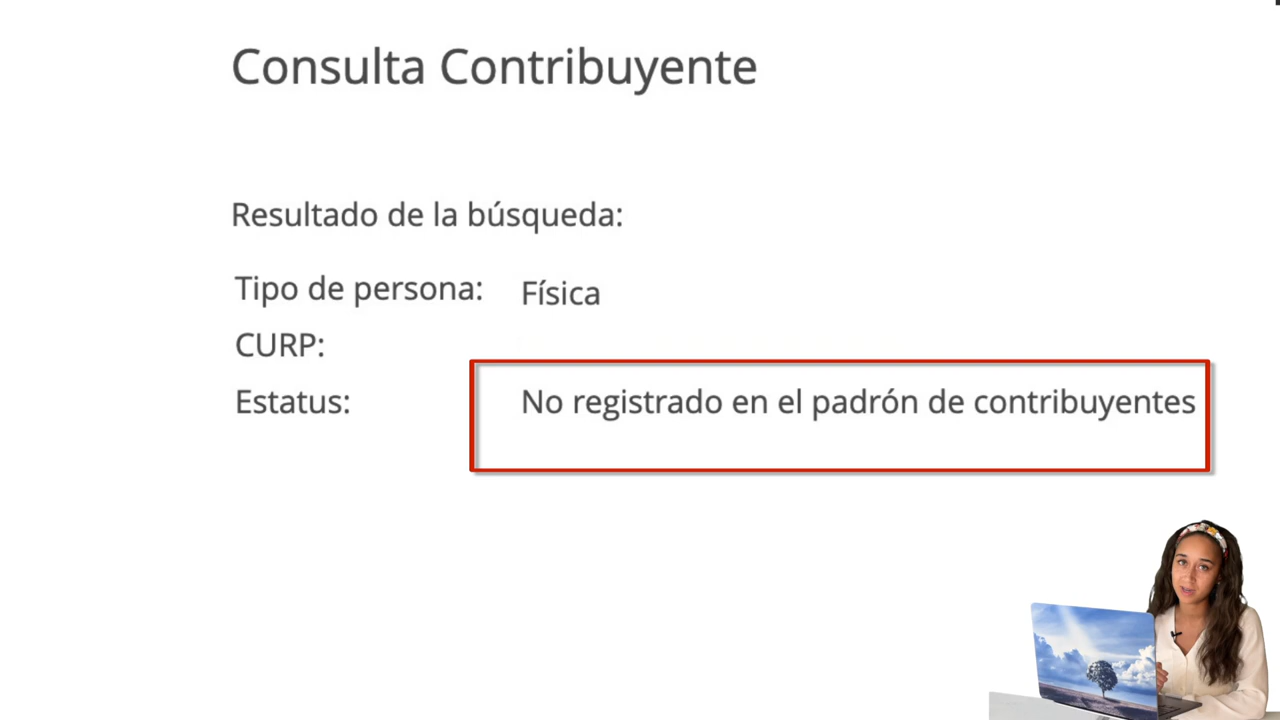 Consulta Contribuyente
Resultado de la búsqueda:
Tipo de persona: Física
CURP:
Estatus: No registrado en el padrón de contribuyentes